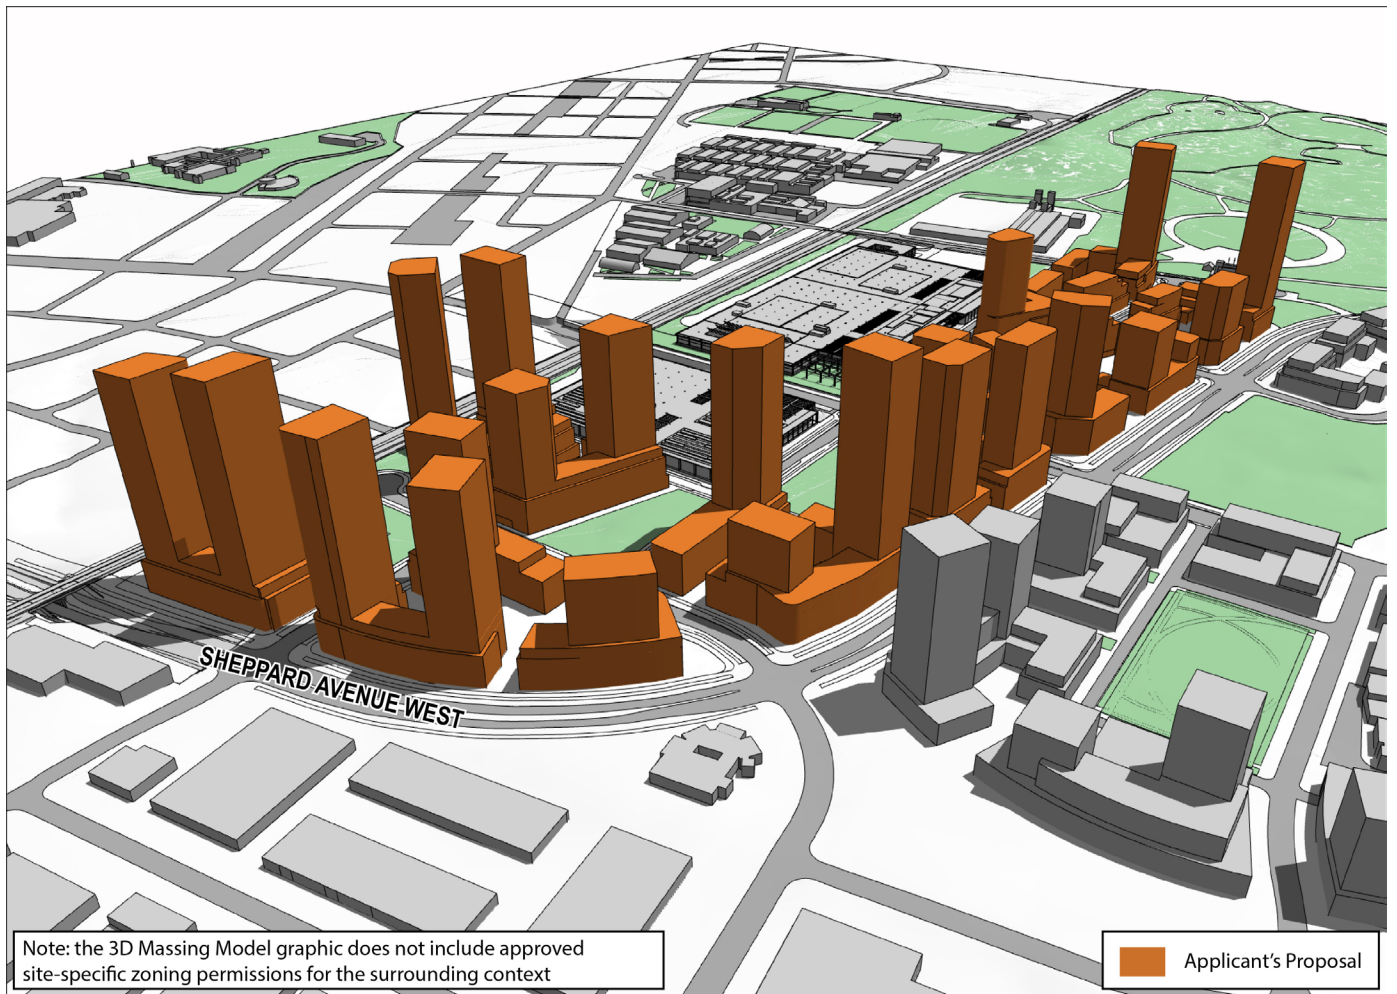 SHEPPARD AVENUE WEST
Note: the 3D Massing Model graphic does not include approved
site-specific zoning permissions for the surrounding context
Applicant's Proposal